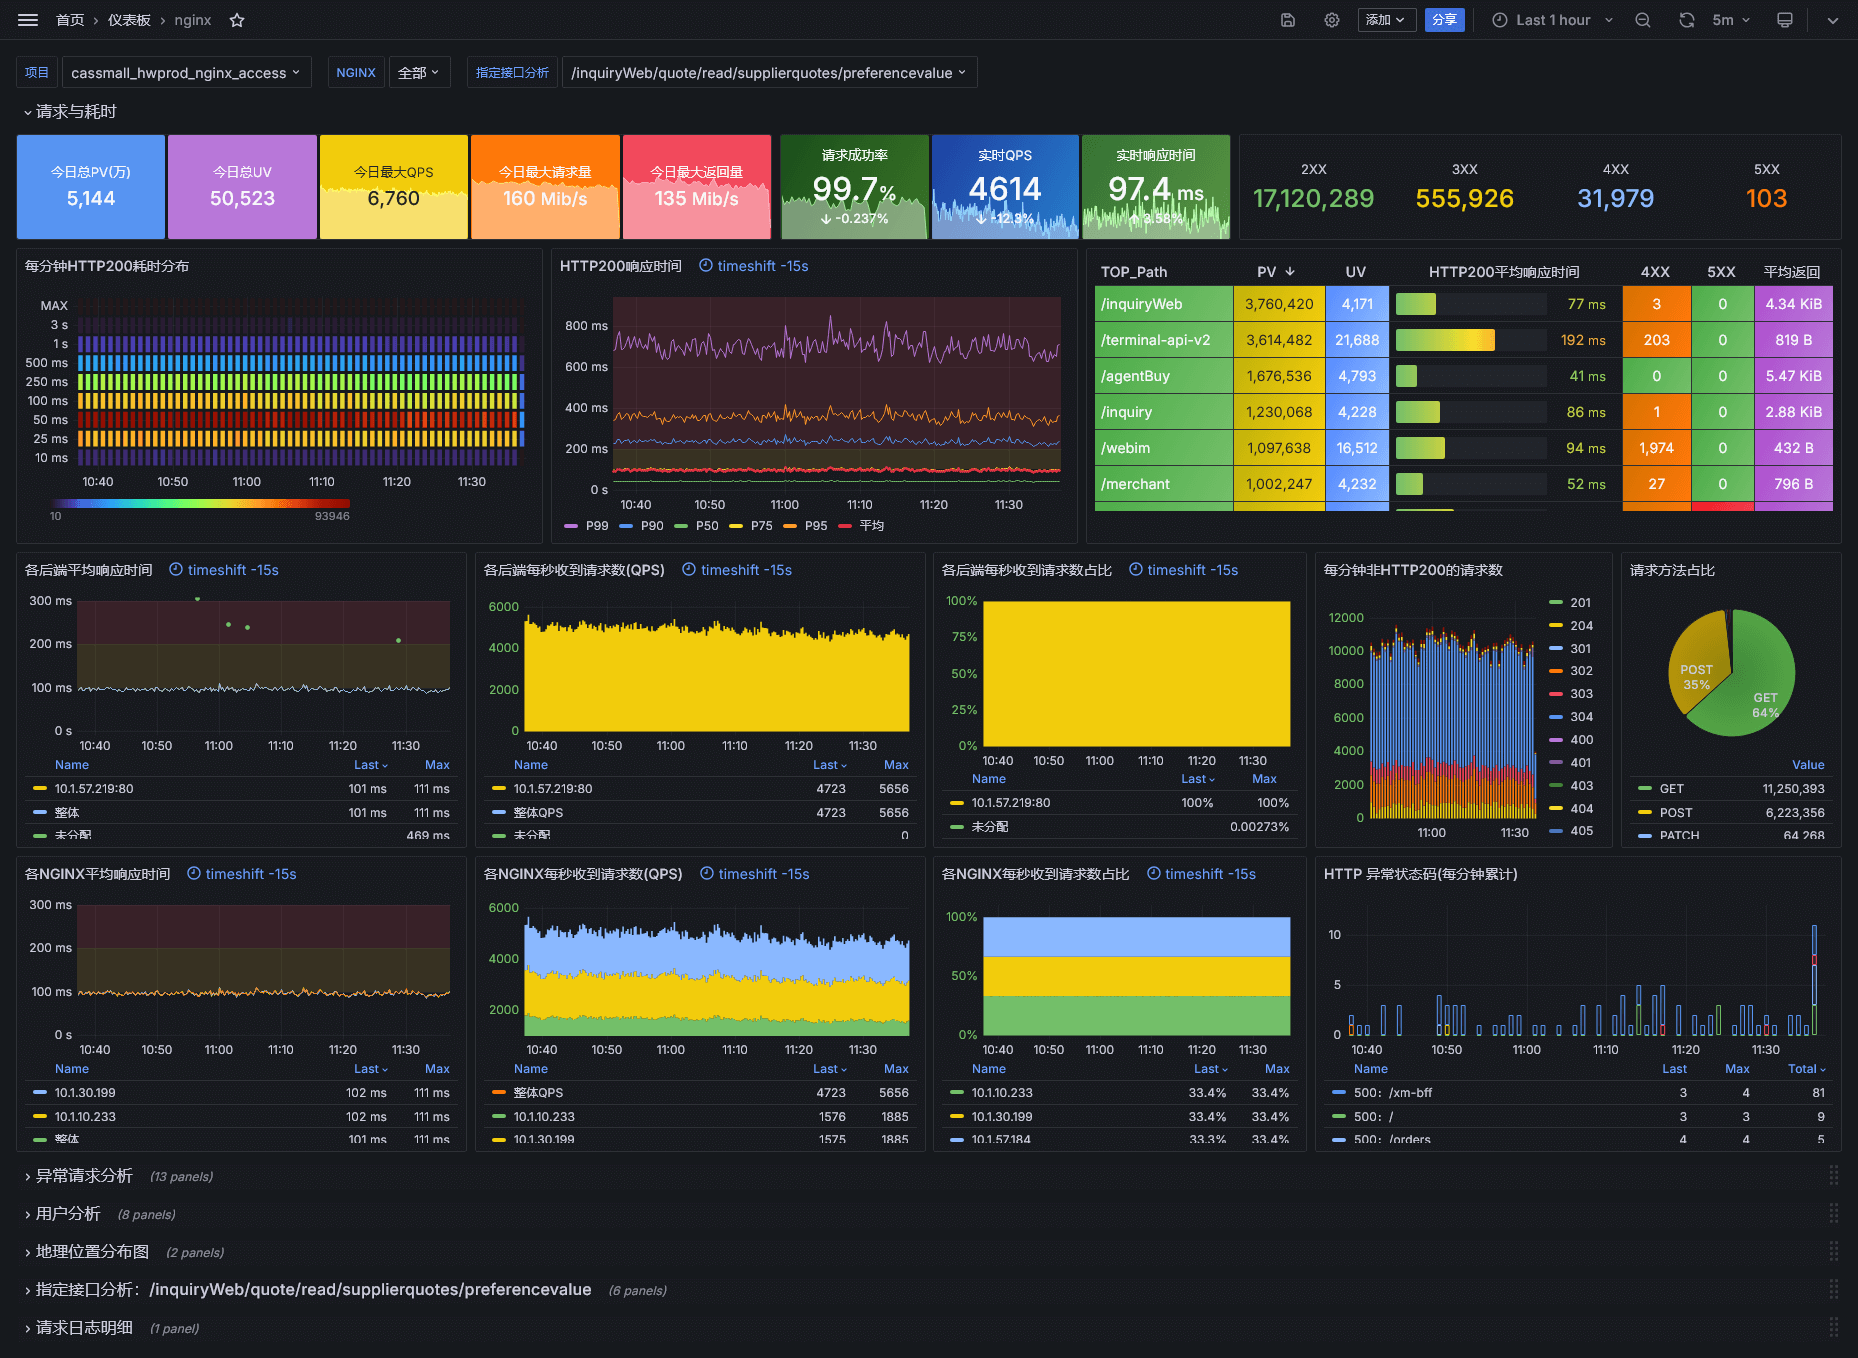 首页 › 仪表板 › nginx
添加
分享
Last 1 hour
5m
项目
cassmall_hwprod_nginx_access
NGINX
全部
指定接口分析
/inquiryWeb/quote/read/supplierquotes/preferencevalue
请求与耗时
今日总PV(万)
5,144
今日总UV
50,523
今日最大QPS
6,760
今日最大请求量
160 Mib/s
今日最大返回量
135 Mib/s
请求成功率
99.7%
-0.237%
实时QPS
4614
-12.3%
实时响应时间
97.4 ms
8.58%
2XX
17,120,289
3XX
555,926
4XX
31,979
5XX
103
每分钟HTTP200耗时分布
MAX
3 s
1 s
500 ms
250 ms
100 ms
50 ms
25 ms
10 ms
10:40 10:50 11:00 11:10 11:20 11:30
10 93946
HTTP200响应时间 timeshift -15s
800 ms
600 ms
400 ms
200 ms
0 s
10:40 10:50 11:00 11:10 11:20 11:30
P99 P90 P50 P75 P95 平均
TOP_Path PV UV HTTP200平均响应时间 4XX 5XX 平均返回
/inquiryWeb 3,760,420 4,171 77 ms 3 0 4.34 KiB
/terminal-api-v2 3,614,482 21,688 192 ms 203 0 819 B
/agentBuy 1,676,536 4,793 41 ms 0 0 5.47 KiB
/inquiry 1,230,068 4,228 86 ms 1 0 2.88 KiB
/webim 1,097,638 16,512 94 ms 1,974 0 432 B
/merchant 1,002,247 4,232 52 ms 27 0 796 B
各后端平均响应时间 timeshift -15s
300 ms
200 ms
100 ms
0 s
10:40 10:50 11:00 11:10 11:20 11:30
Name Last Max
10.1.57.219:80 101 ms 111 ms
整体 101 ms 111 ms
未分配 469 ms
各后端每秒收到请求数(QPS) timeshift -15s
6000
4000
2000
0
10:40 10:50 11:00 11:10 11:20 11:30
Name Last Max
10.1.57.219:80 4723 5656
整体QPS 4723 5656
未分配 0
各后端每秒收到请求数占比 timeshift -15s
100%
75%
50%
25%
0%
10:40 10:50 11:00 11:10 11:20 11:30
Name Last Max
10.1.57.219:80 100% 100%
未分配 0.00273%
每分钟非HTTP200的请求数
12000
10000
8000
6000
4000
2000
0
11:00 11:30
201
204
301
302
303
304
400
401
403
404
405
请求方法占比
POST
35%
GET
64%
Value
GET 11,250,393
POST 6,223,356
PATCH 64,268
各NGINX平均响应时间 timeshift -15s
300 ms
200 ms
100 ms
0 s
10:40 10:50 11:00 11:10 11:20 11:30
Name Last Max
10.1.30.199 102 ms 111 ms
10.1.10.233 102 ms 111 ms
整体 101 ms 111 ms
各NGINX每秒收到请求数(QPS) timeshift -15s
6000
4000
2000
10:40 10:50 11:00 11:10 11:20 11:30
Name Last Max
整体QPS 4723 5656
10.1.10.233 1576 1885
10.1.30.199 1575 1885
各NGINX每秒收到请求数占比 timeshift -15s
100%
50%
0%
10:40 10:50 11:00 11:10 11:20 11:30
Name Last Max
10.1.10.233 33.4% 33.4%
10.1.30.199 33.4% 33.4%
10.1.57.184 33.3% 33.4%
HTTP 异常状态码(每分钟累计)
10
5
0
10:40 10:50 11:00 11:10 11:20 11:30
Name Last Max Total
500: /xm-bff 3 4 81
500: / 3 3 9
500: /orders 4 4 5
异常请求分析 (13 panels)
用户分析 (8 panels)
地理位置分布图 (2 panels)
指定接口分析：/inquiryWeb/quote/read/supplierquotes/preferencevalue (6 panels)
请求日志明细 (1 panel)